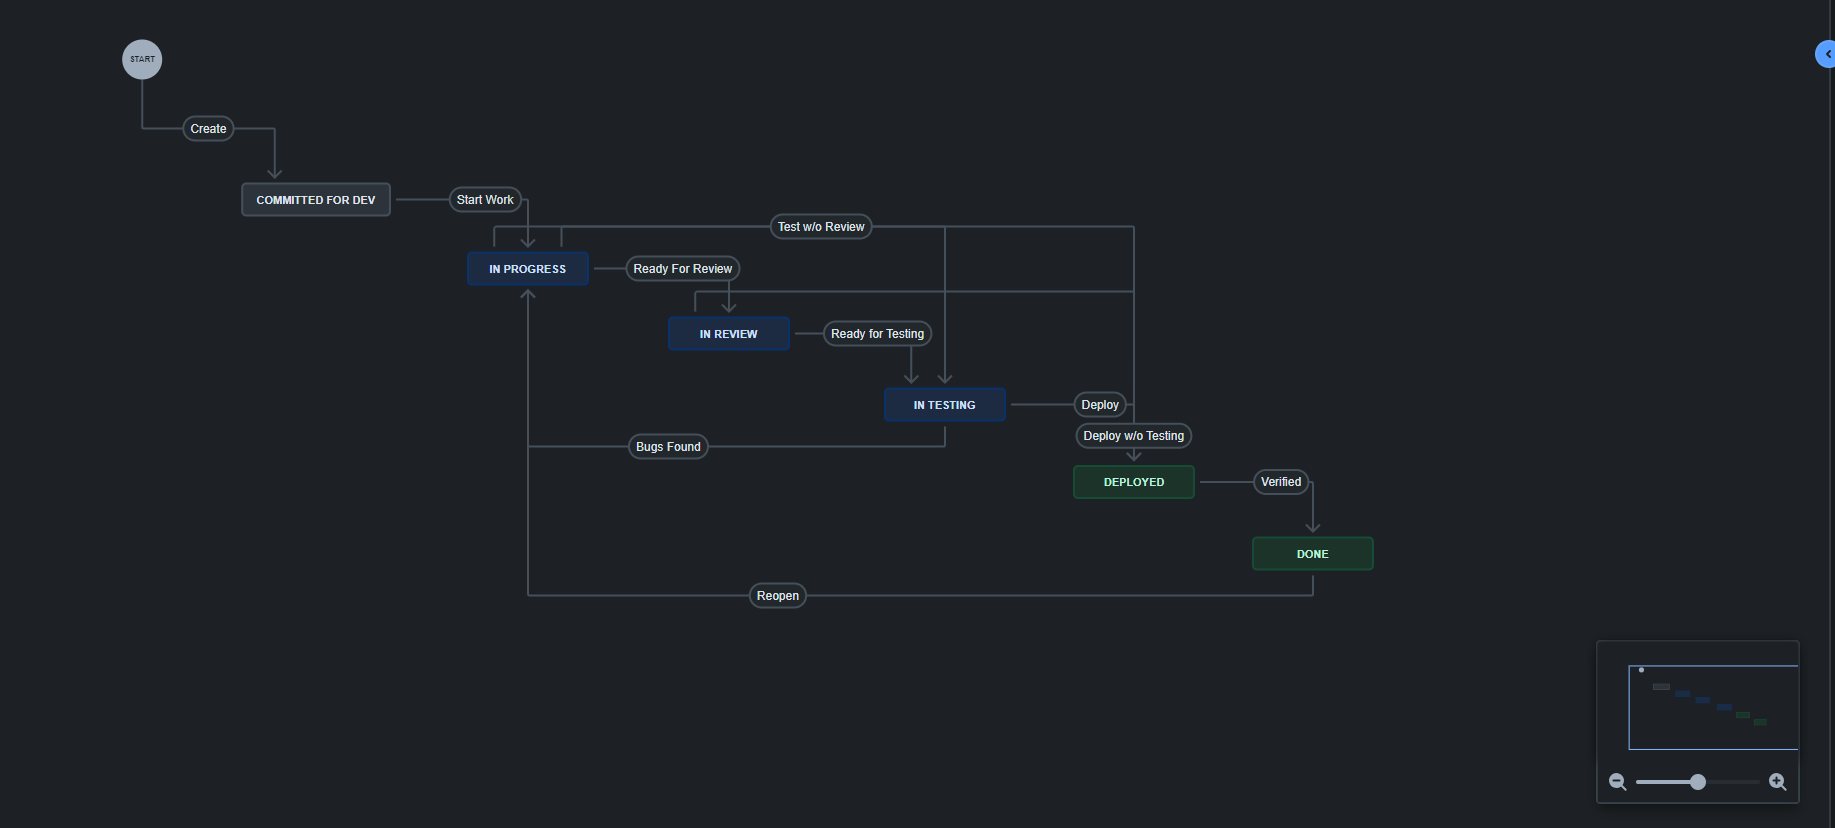 START
Create
COMMITTED FOR DEV
Start Work
Test w/o Review
IN PROGRESS
Ready For Review
IN REVIEW
Ready for Testing
IN TESTING
Deploy
Deploy w/o Testing
Bugs Found
DEPLOYED
Verified
DONE
Reopen